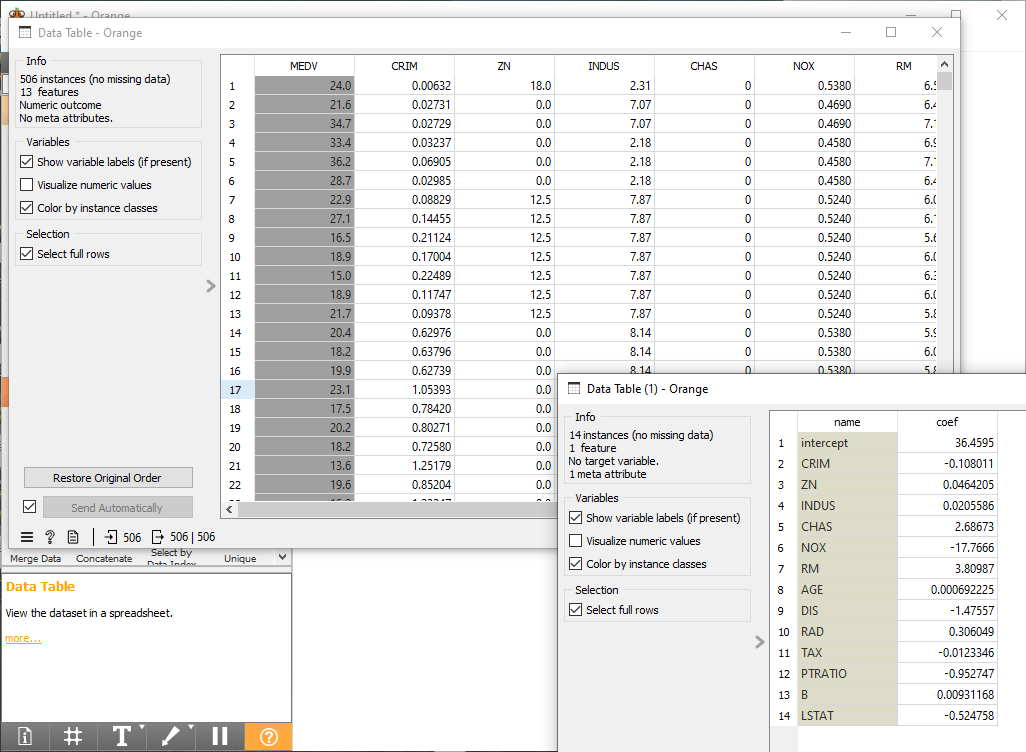 Untitled * - Orange
Data Table - Orange
Info
506 instances (no missing data)
13 features
Numeric outcome
No meta attributes.
Variables
Show variable labels (if present)
Visualize numeric values
Color by instance classes
Selection
Select full rows
Restore Original Order
Send Automatically
506
506 | 506
MEDV CRIM ZN INDUS CHAS NOX RM
1 24.0 0.00632 18.0 2.31 0 0.5380
2 21.6 0.02731 0.0 7.07 0 0.4690
3 34.7 0.02729 0.0 7.07 0 0.4690
4 33.4 0.03237 0.0 2.18 0 0.4580
5 36.2 0.06905 0.0 2.18 0 0.4580
6 28.7 0.02985 0.0 2.18 0 0.4580
7 22.9 0.08829 12.5 7.87 0 0.5240
8 27.1 0.14455 12.5 7.87 0 0.5240
9 16.5 0.21124 12.5 7.87 0 0.5240
10 18.9 0.17004 12.5 7.87 0 0.5240
11 15.0 0.22489 12.5 7.87 0 0.5240
12 18.9 0.11747 12.5 7.87 0 0.5240
13 21.7 0.09378 12.5 7.87 0 0.5240
14 20.4 0.62976 0.0 8.14 0 0.5380
15 18.2 0.63796 0.0 8.14 0 0.5380
16 19.9 0.62739 0.0 8.14 0 0.5380
17 23.1 1.05393 0.0
18 17.5 0.78420 0.0
19 20.2 0.80271 0.0
20 18.2 0.72580 0.0
21 13.6 1.25179 0.0
22 19.6 0.85204 0.0
Merge Data Concatenate Select by Data Index Unique
Data Table
View the dataset in a spreadsheet.
more...
Data Table (1) - Orange
Info
14 instances (no missing data)
1 feature
No target variable.
1 meta attribute
Variables
Show variable labels (if present)
Visualize numeric values
Color by instance classes
Selection
Select full rows
name coef
1 intercept 36.4595
2 CRIM -0.108011
3 ZN 0.0464205
4 INDUS 0.0205586
5 CHAS 2.68673
6 NOX -17.7666
7 RM 3.80987
8 AGE 0.000692225
9 DIS -1.47557
10 RAD 0.306049
11 TAX -0.0123346
12 PTRATIO -0.952747
13 B 0.00931168
14 LSTAT -0.524758